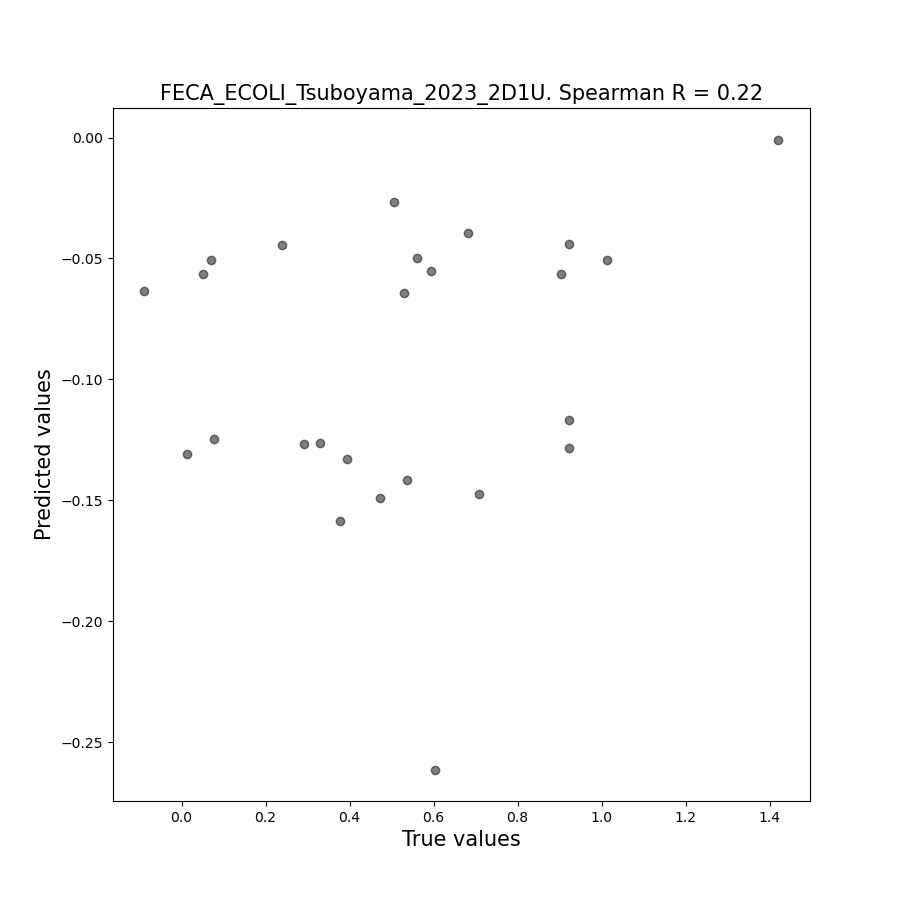 FECA_ECOLI_Tsuboyama_2023_2D1U. Spearman R = 0.22
0.00
−0.05
−0.10
−0.15
−0.20
−0.25
Predicted values
0.0 0.2 0.4 0.6 0.8 1.0 1.2 1.4
True values